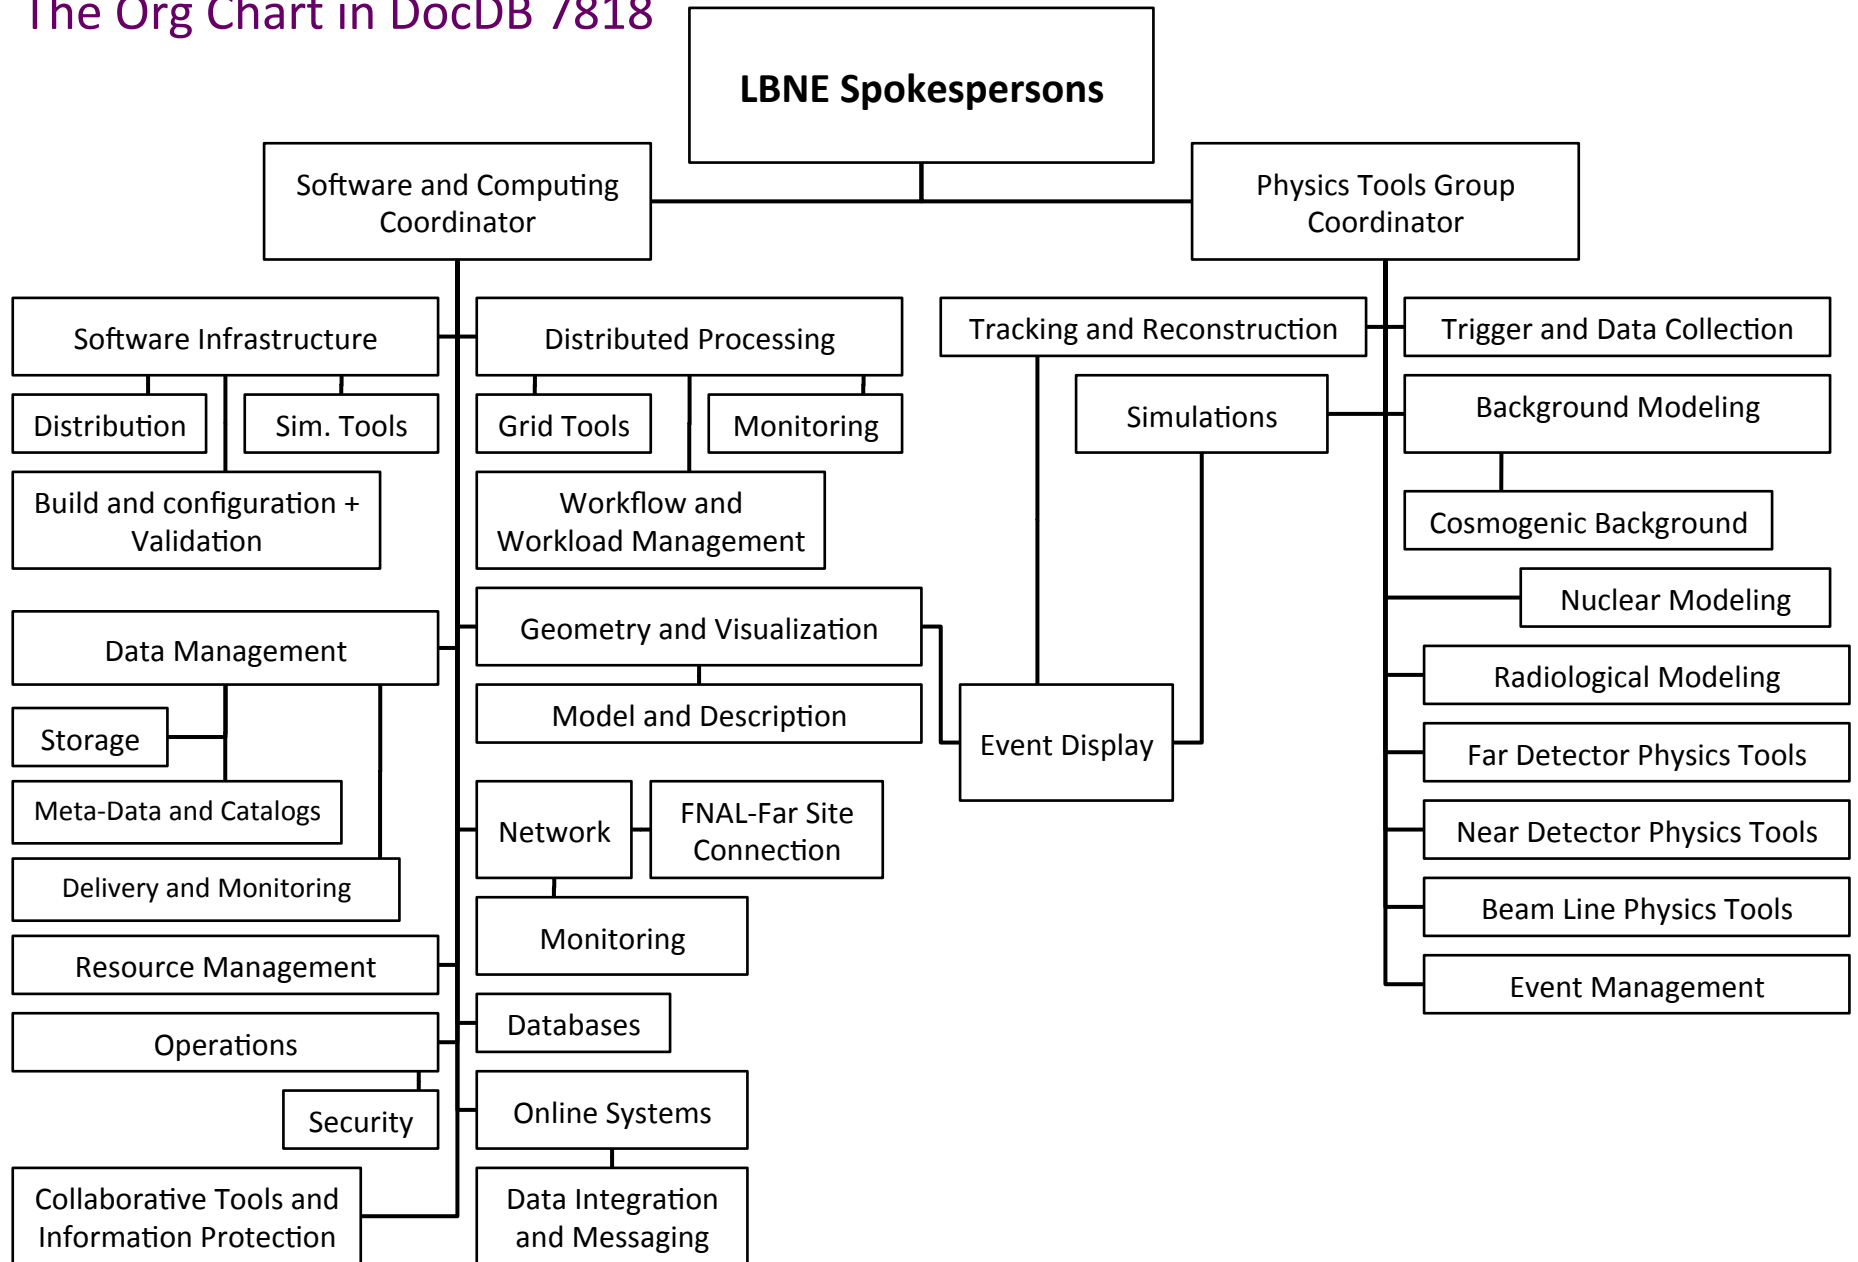 The Org Chart in DocDB 7818
LBNE Spokespersons
Software and Computing
Coordinator
Physics Tools Group
Coordinator
Software Infrastructure
Distributed Processing
Tracking and Reconstruction
Trigger and Data Collection
Distribution
Sim. Tools
Grid Tools
Monitoring
Simulations
Background Modeling
Build and configuration +
Validation
Workflow and
Workload Management
Cosmogenic Background
Nuclear Modeling
Data Management
Geometry and Visualization
Radiological Modeling
Storage
Model and Description
Event Display
Far Detector Physics Tools
Meta-Data and Catalogs
Network
FNAL-Far Site
Connection
Near Detector Physics Tools
Delivery and Monitoring
Monitoring
Beam Line Physics Tools
Resource Management
Event Management
Operations
Databases
Security
Online Systems
Collaborative Tools and
Information Protection
Data Integration
and Messaging